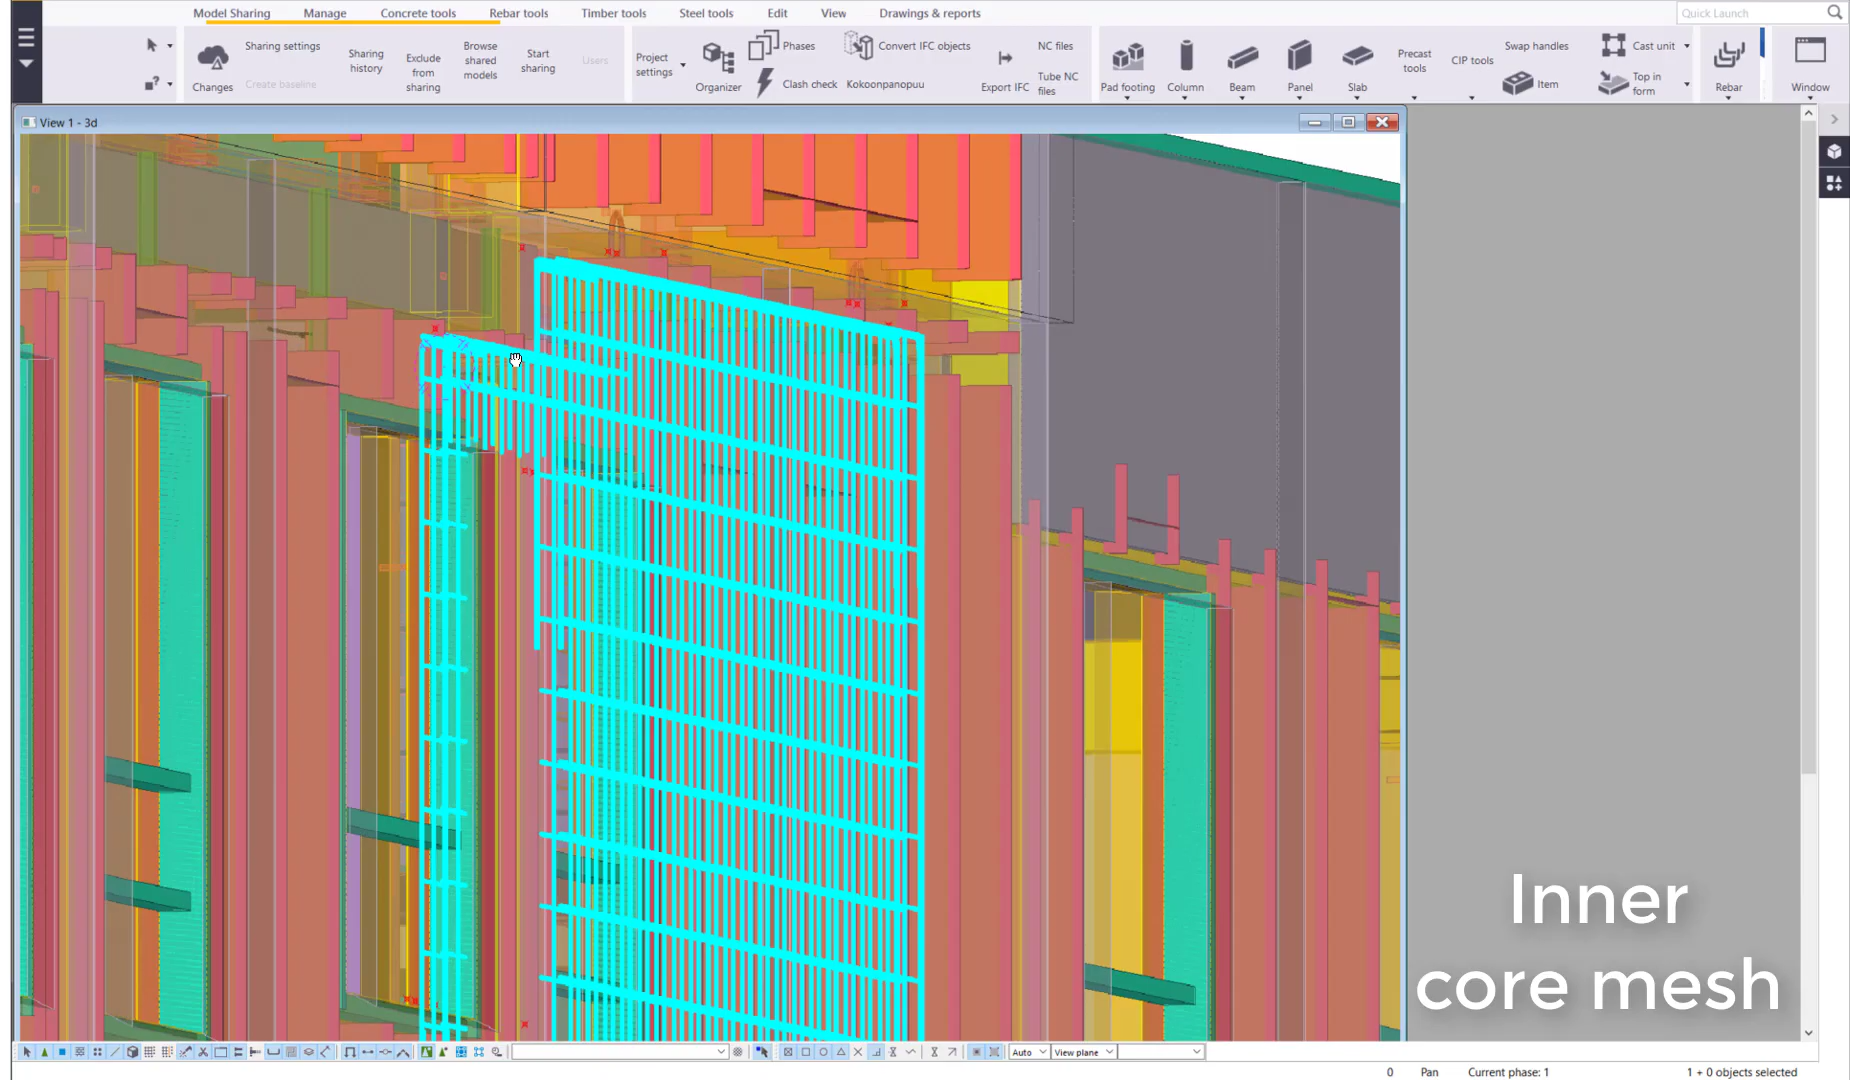 Model Sharing Manage Concrete tools Rebar tools Timber tools Steel tools Edit View Drawings & reports Quick Launch
Changes
Sharing settings
Create baseline
Sharing
history
Exclude
from
sharing
Browse
shared
models
Start
sharing
Users
Project
settings
Organizer
Phases
Clash check
Convert IFC objects
Kokoonpanopuu
Export IFC
NC files
Tube NC
files
Pad footing
Column
Beam
Panel
Slab
Precast
tools
CIP tools
Swap handles
Item
Cast unit
Top in
form
Rebar
Window
View 1 - 3d
Inner
core mesh
Auto View plane
0 Pan Current phase: 1 1 + 0 objects selected